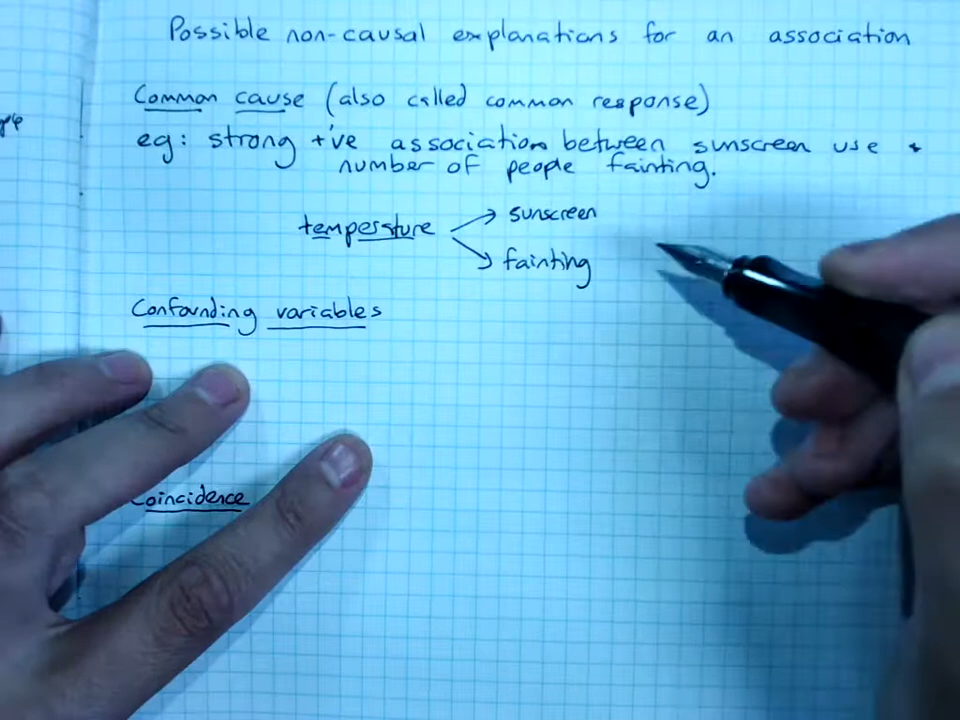 Possible non-causal explanations for an association
Common cause (also called common response)
eg: strong +'ve association between sunscreen use +
number of people fainting.
temperature
sunscreen
fainting
Confounding variables
Coincidence